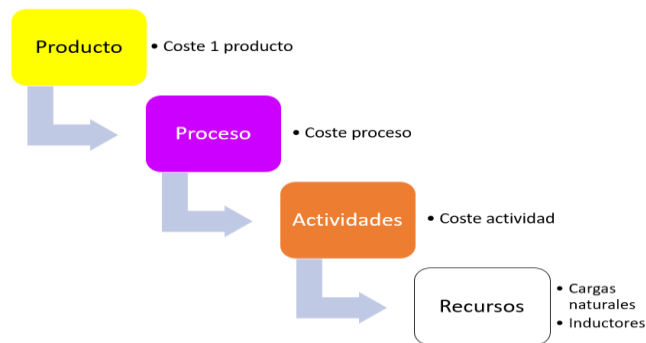 Producto
• Coste 1 producto
Proceso
• Coste proceso
Actividades
• Coste actividad
Recursos
• Cargas
naturales
• Inductores